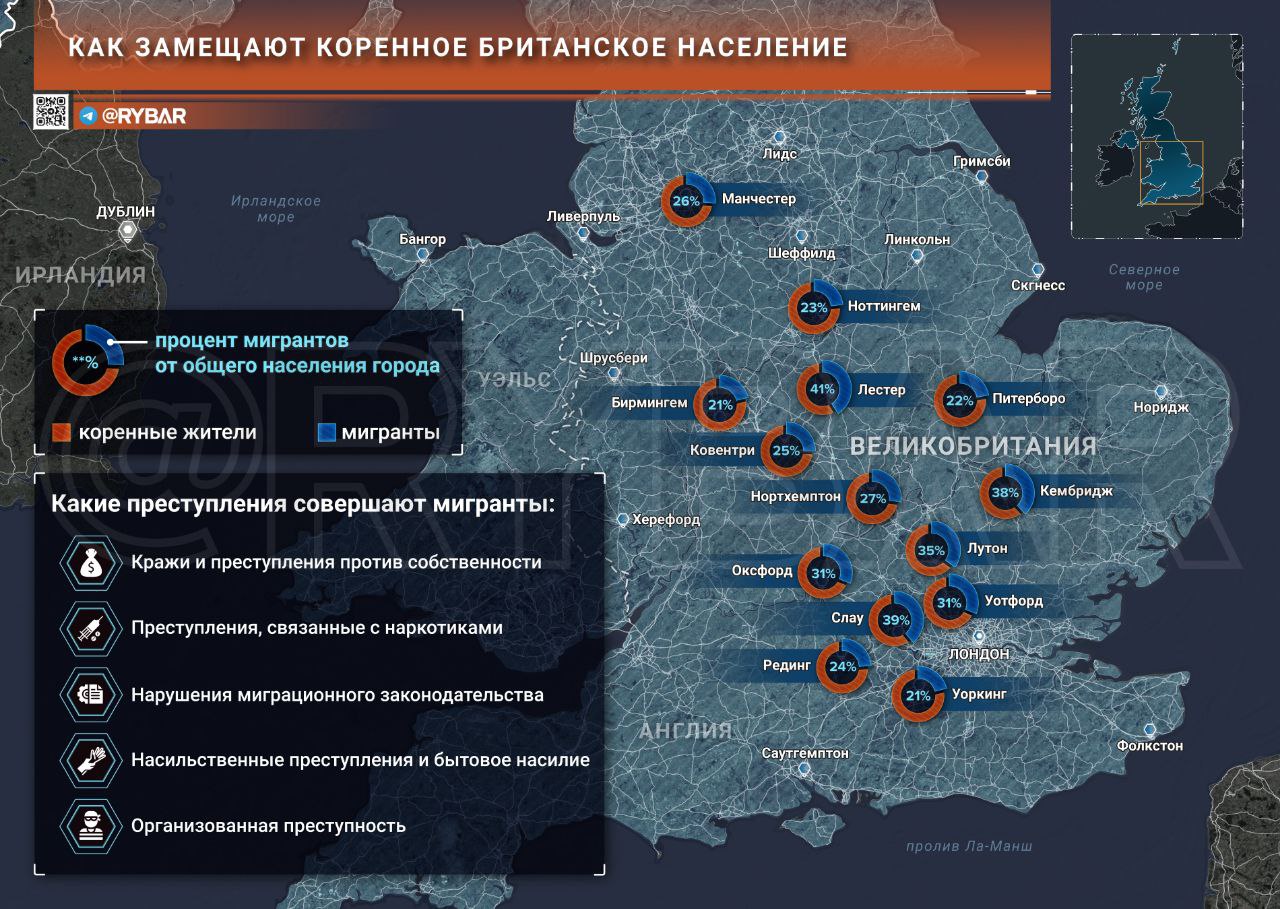 КАК ЗАМЕЩАЮТ КОРЕННОЕ БРИТАНСКОЕ НАСЕЛЕНИЕ
@RYBAR
Лидс
Гримсби
26%
Манчестер
Ирландское
море
ДУБЛИН
Ливерпуль
Бангор
Шеффилд
Линкольн
ИРЛАНДИЯ
Скгнесс
Северное
море
23%
Ноттингем
**%
процент мигрантов
от общего населения города
коренные жители
мигранты
Шрусбери
УЭЛЬС
Бирмингем
21%
41%
Лестер
22%
Питерборо
Норидж
Ковентри
25%
ВЕЛИКОБРИТАНИЯ
Нортхемптон
27%
38%
Кембридж
Херефорд
35%
Лутон
Оксфорд
31%
31%
Уотфорд
Слау
39%
ЛОНДОН
Рединг
24%
21%
Уоркинг
АНГЛИЯ
Саутгемптон
Фолкстон
пролив Ла-Манш
Какие преступления совершают мигранты:
Кражи и преступления против собственности
Преступления, связанные с наркотиками
Нарушения миграционного законодательства
Насильственные преступления и бытовое насилие
Организованная преступность
@RYBAR